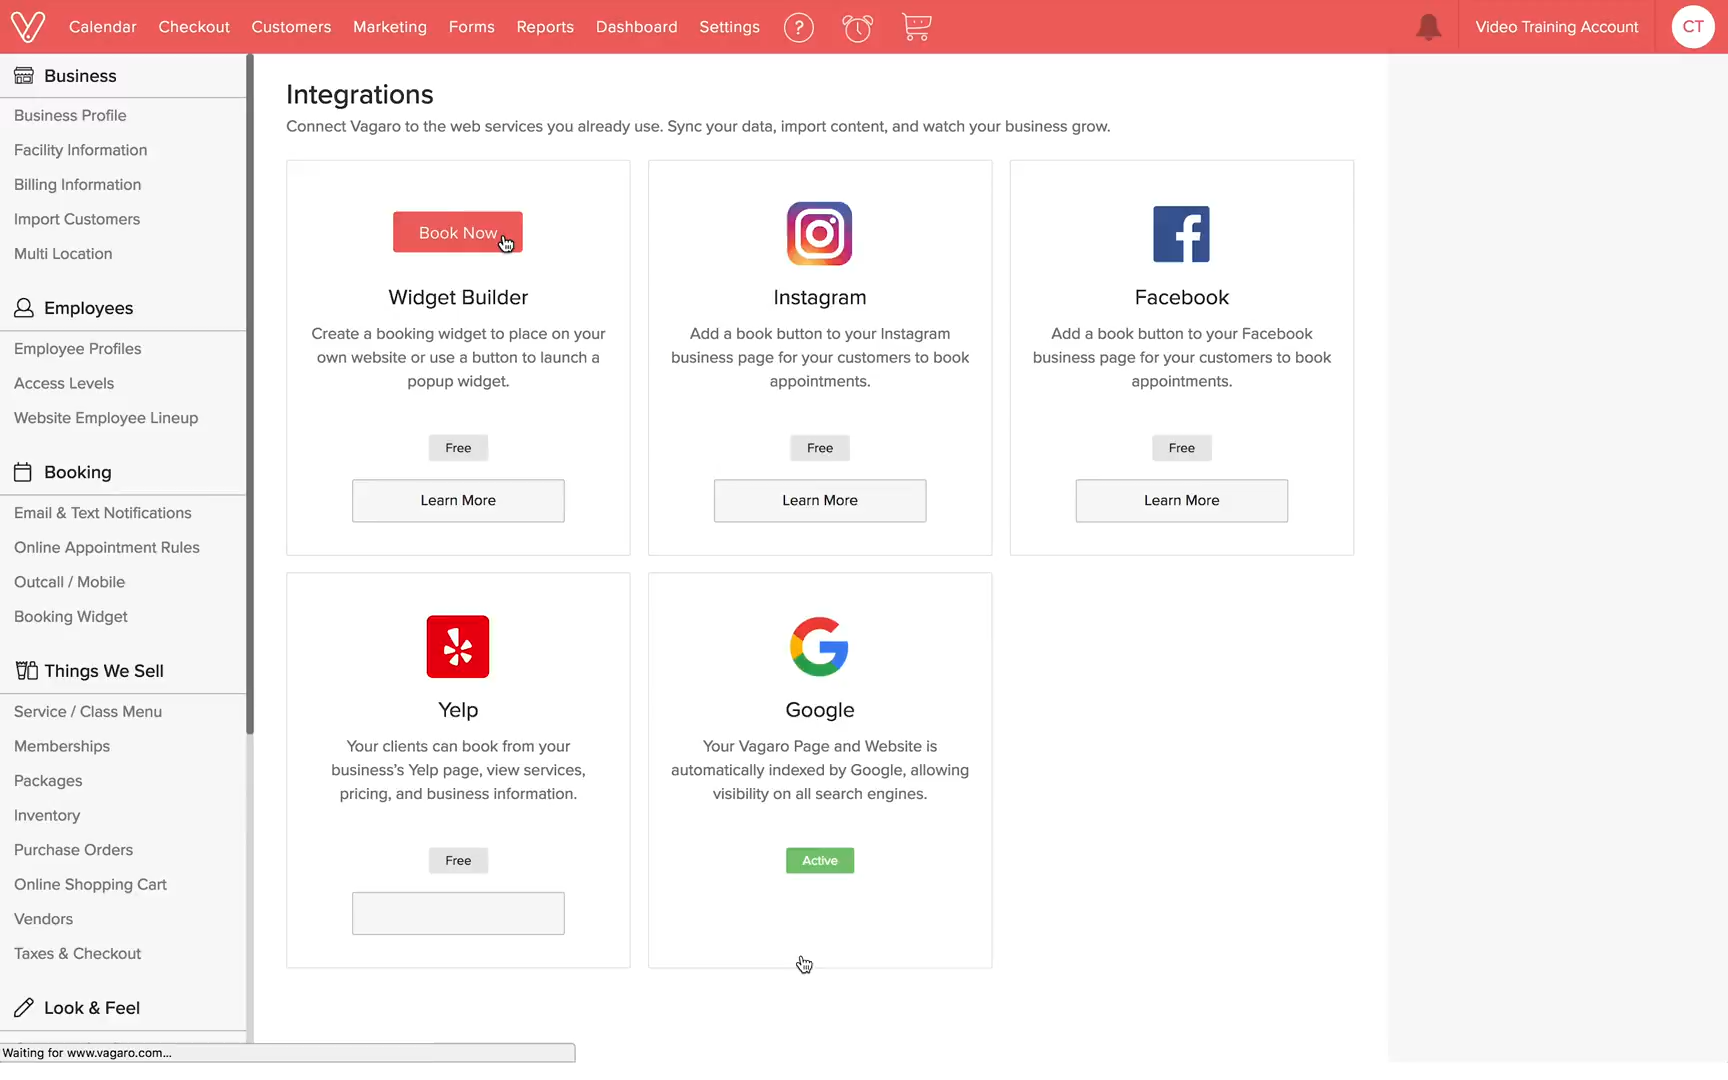 Calendar Checkout Customers Marketing Forms Reports Dashboard Settings ? Video Training Account CT
Business
Business Profile
Facility Information
Billing Information
Import Customers
Multi Location
Employees
Employee Profiles
Access Levels
Website Employee Lineup
Booking
Email & Text Notifications
Online Appointment Rules
Outcall / Mobile
Booking Widget
Things We Sell
Service / Class Menu
Memberships
Packages
Inventory
Purchase Orders
Online Shopping Cart
Vendors
Taxes & Checkout
Look & Feel
Waiting for www.vagaro.com...
Integrations
Connect Vagaro to the web services you already use. Sync your data, import content, and watch your business grow.
Book Now
Widget Builder
Create a booking widget to place on your
own website or use a button to launch a
popup widget.
Free
Learn More
Instagram
Add a book button to your Instagram
business page for your customers to book
appointments.
Free
Learn More
Facebook
Add a book button to your Facebook
business page for your customers to book
appointments.
Free
Learn More
Yelp
Your clients can book from your
business's Yelp page, view services,
pricing, and business information.
Free
Google
Your Vagaro Page and Website is
automatically indexed by Google, allowing
visibility on all search engines.
Active